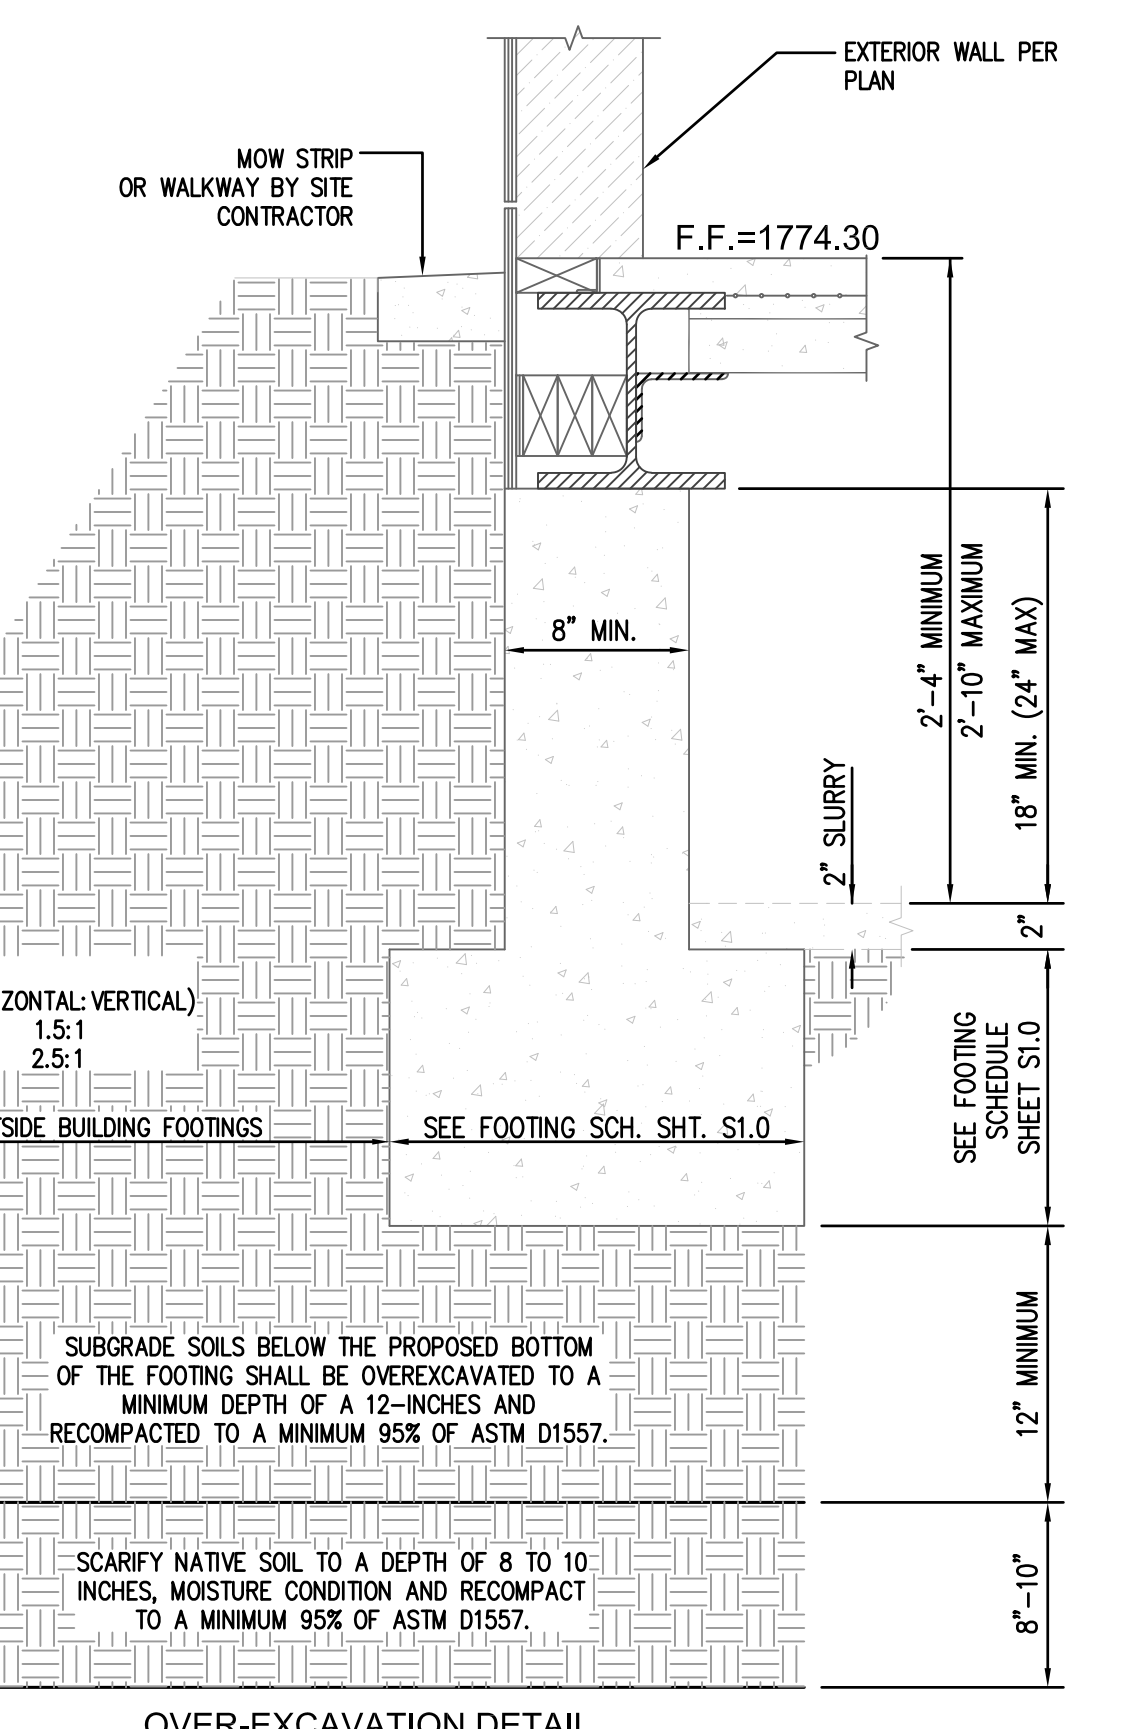 EXTERIOR WALL PER
PLAN
MOW STRIP
OR WALKWAY BY SITE
CONTRACTOR
F.F.=1774.30
8" MIN.
2'-4" MINIMUM
2'-10" MAXIMUM
18" MIN. (24" MAX)
2" SLURRY
2"
ZONTAL: VERTICAL)
1.5:1
2.5:1
TSIDE BUILDING FOOTINGS
SEE FOOTING SCH. SHT. S1.0
SEE FOOTING
SCHEDULE
SHEET S1.0
SUBGRADE SOILS BELOW THE PROPOSED BOTTOM
OF THE FOOTING SHALL BE OVEREXCAVATED TO A
MINIMUM DEPTH OF A 12-INCHES AND
RECOMPACTED TO A MINIMUM 95% OF ASTM D1557.
12" MINIMUM
SCARIFY NATIVE SOIL TO A DEPTH OF 8 TO 10
INCHES, MOISTURE CONDITION AND RECOMPACT
TO A MINIMUM 95% OF ASTM D1557.
8"-10"
OVER-EXCAVATION DETAIL